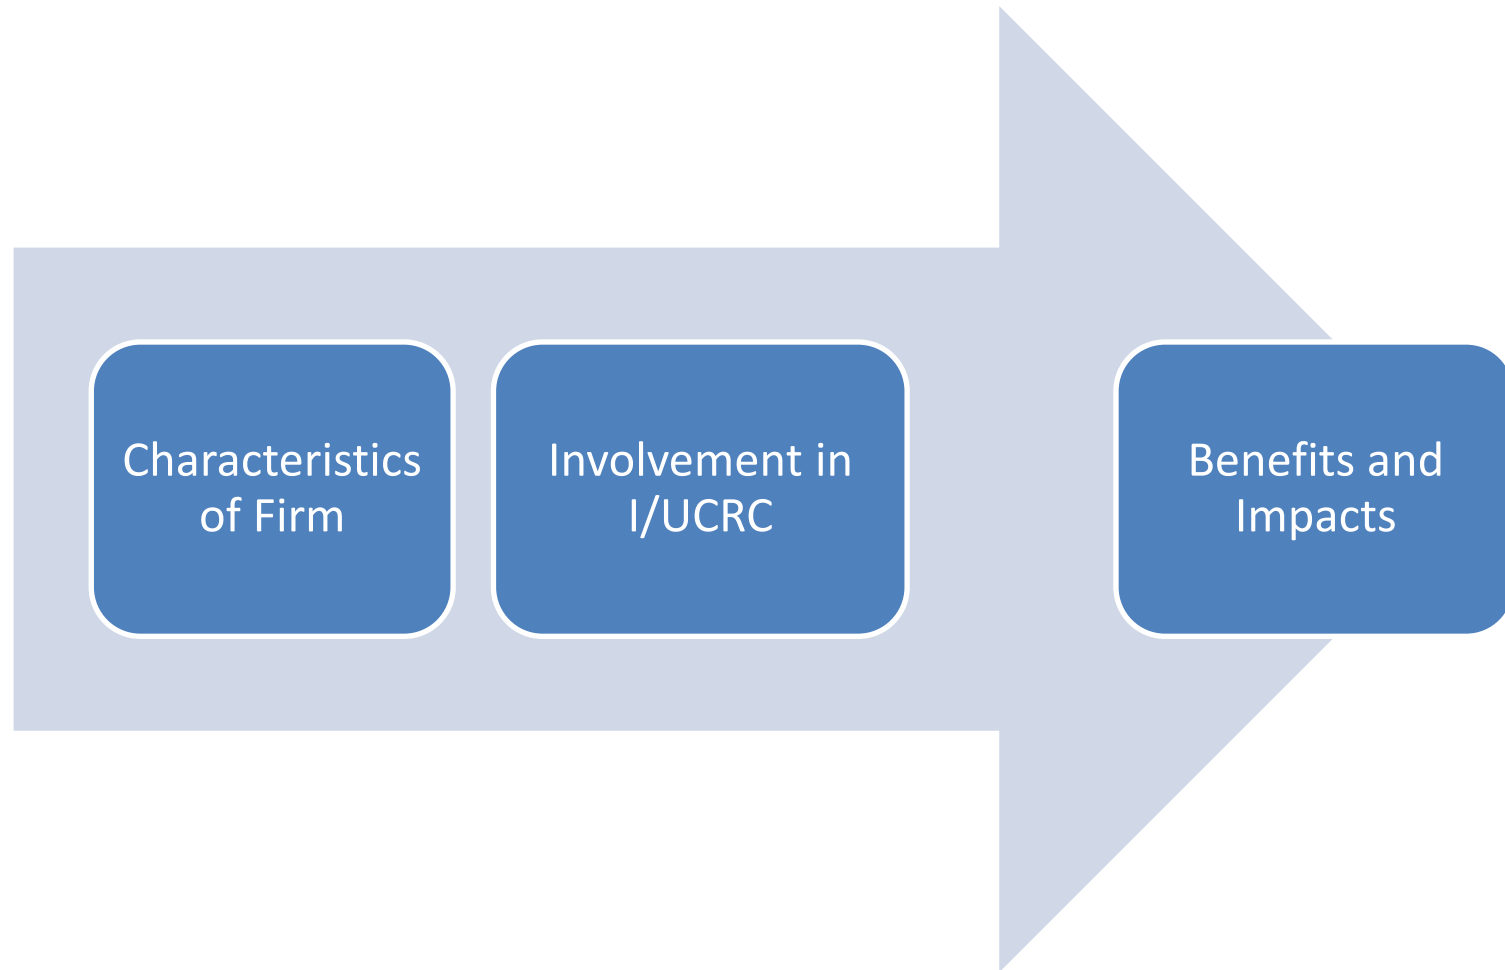 Characteristics
of Firm
Involvement in
I/UCRC
Benefits and
Impacts